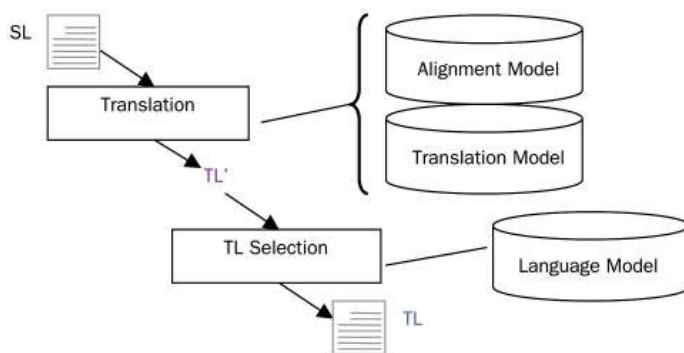 SL
Alignment Model
Translation
Translation Model
TL'
TL Selection
Language Model
TL